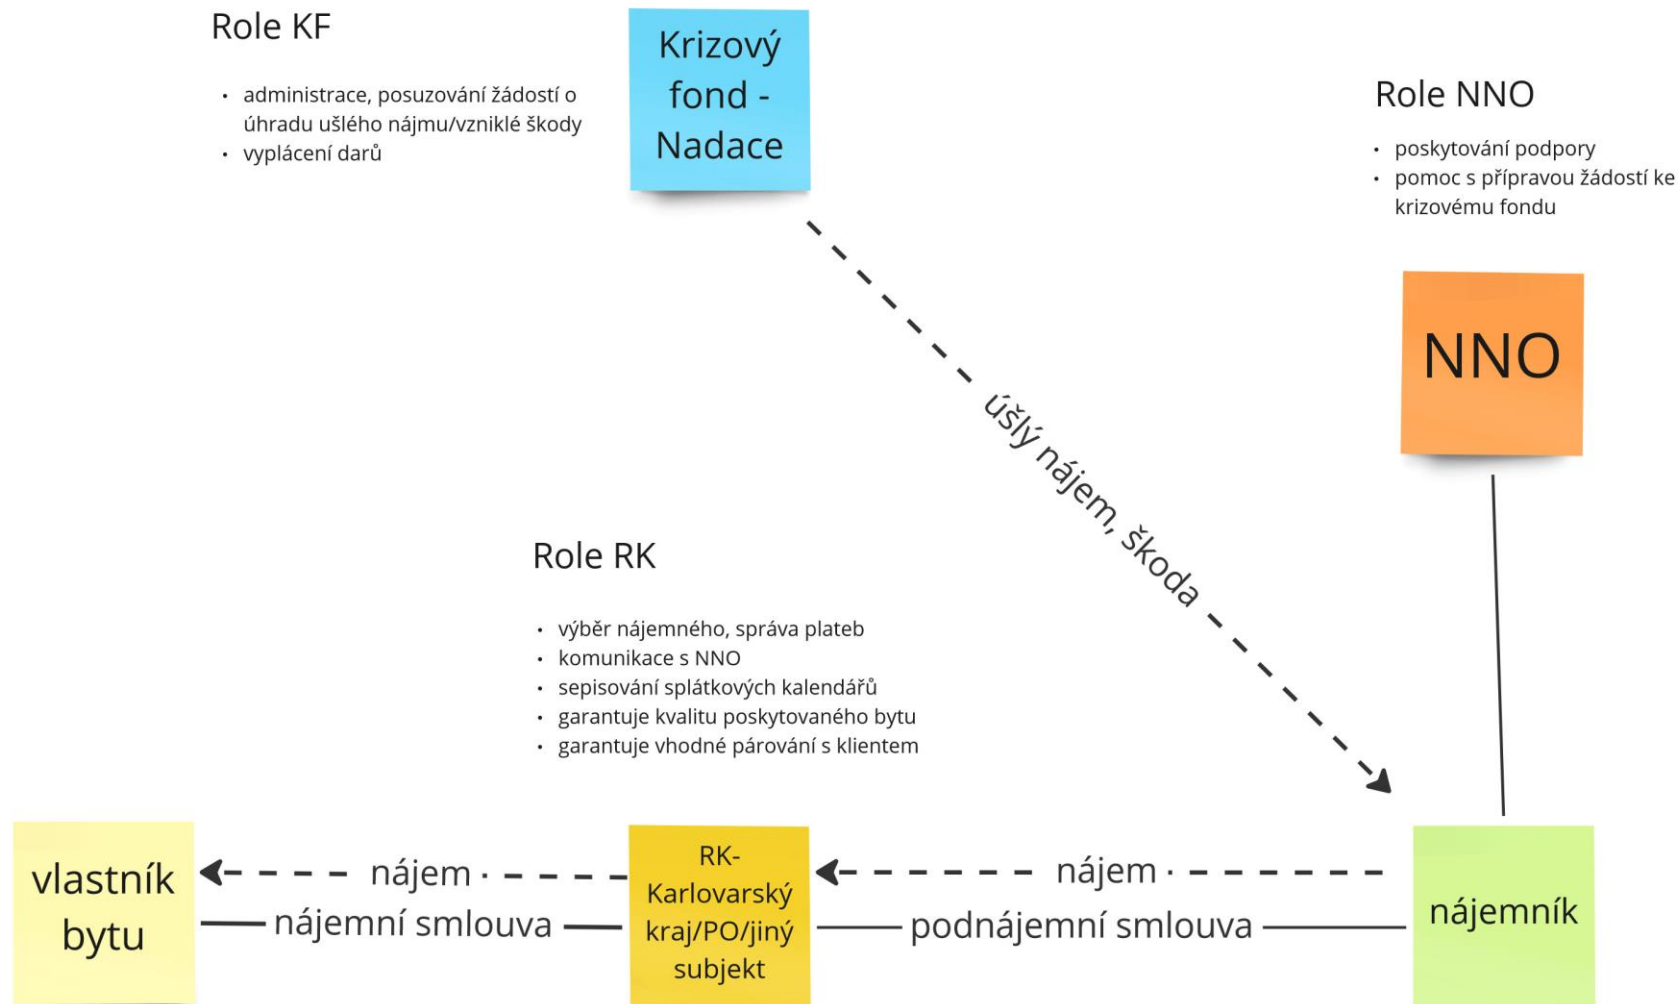 Role KF
• administrace, posuzování žádostí o
úhradu ušlého nájmu/vzniklé škody
• vyplácení darů
Krizový
fond -
Nadace
Role NNO
• poskytování podpory
• pomoc s přípravou žádostí ke
krizovému fondu
NNO
úšlý nájem, škoda
Role RK
• výběr nájemného, správa plateb
• komunikace s NNO
• sepisování splátkových kalendářů
• garantuje kvalitu poskytovaného bytu
• garantuje vhodné párování s klientem
vlastník
bytu
nájem
nájemní smlouva
RK-
Karlovarský
kraj/PO/jiný
subjekt
nájem
podnájemní smlouva
nájemník